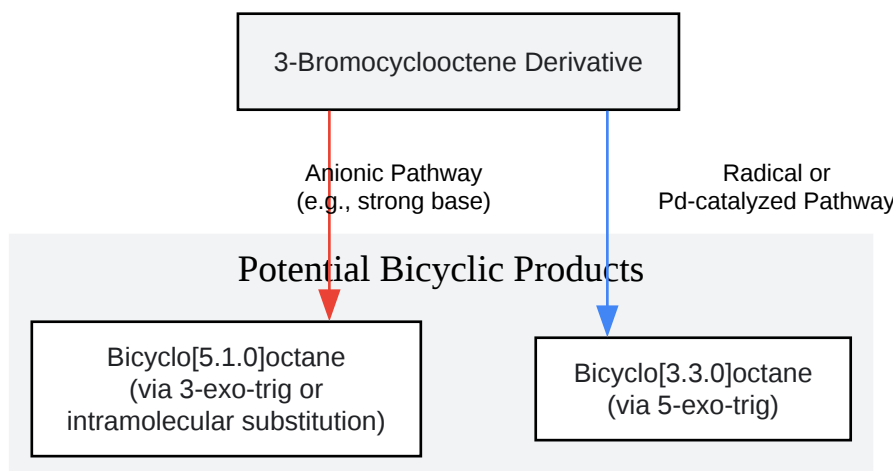 3-Bromocyclooctene Derivative
Anionic Pathway
(e.g., strong base)
Radical or
Pd-catalyzed Pathway
Potential Bicyclic Products
Bicyclo[5.1.0]octane
(via 3-exo-trig or
intramolecular substitution)
Bicyclo[3.3.0]octane
(via 5-exo-trig)